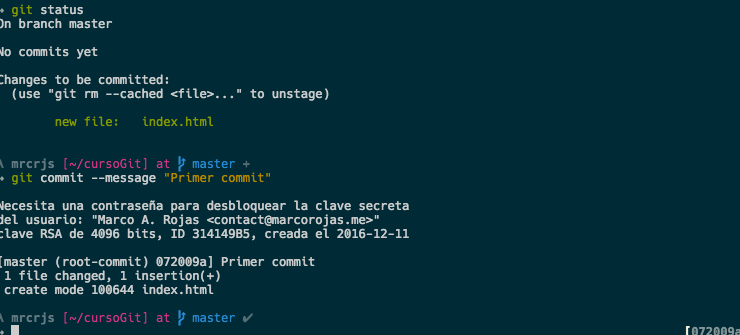 git status
On branch master
No commits yet
Changes to be committed:
(use "git rm --cached <file>..." to unstage)
new file: index.html
mrcrjs [~/cursoGit] at master +
git commit --message "Primer commit"
Necesita una contraseña para desbloquear la clave secreta
del usuario: "Marco A. Rojas <contact@marcorojas.me>"
clave RSA de 4096 bits, ID 314149B5, creada el 2016-12-11
[master (root-commit) 072009a] Primer commit
1 file changed, 1 insertion(+)
create mode 100644 index.html
mrcrjs [~/cursoGit] at master ✔
[072009a